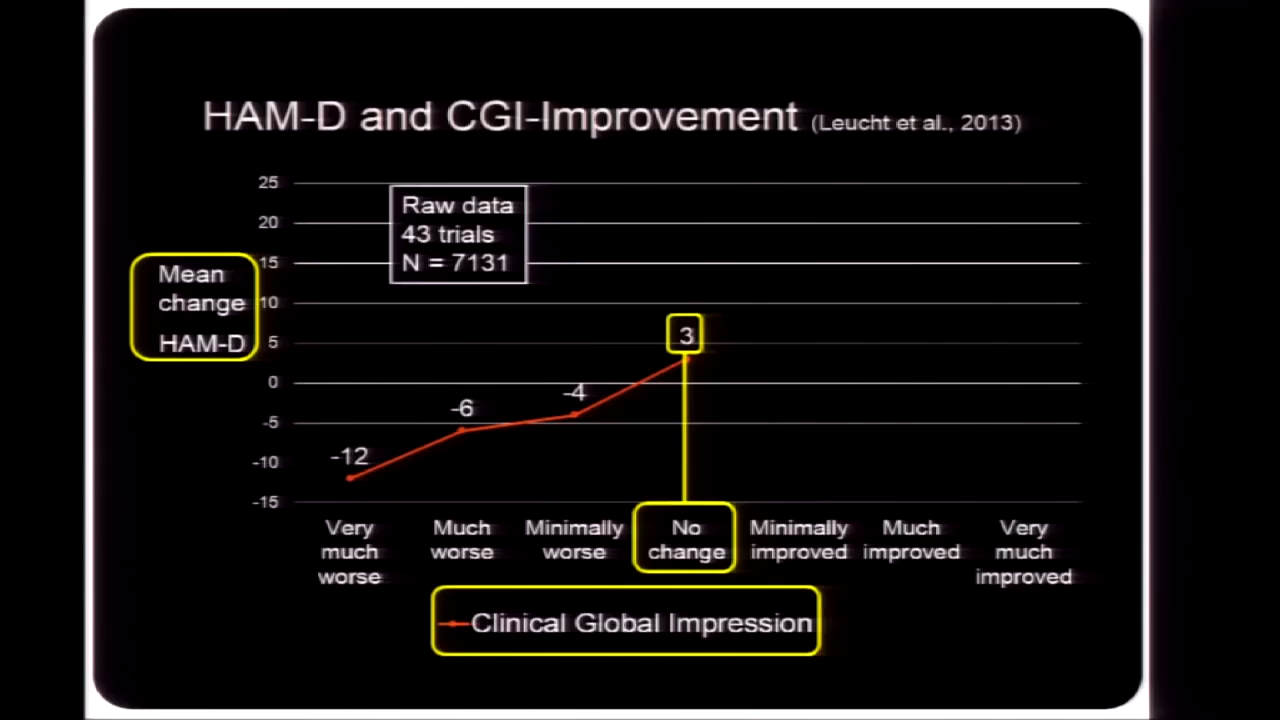 HAM-D and CGI-Improvement (Leucht et al., 2013)
25
20
15
10
5
0
-5
-10
-15
Mean
change
HAM-D
Raw data
43 trials
N = 7131
-12
-6
-4
3
Very
much
worse
Much
worse
Minimally
worse
No
change
Minimally
improved
Much
improved
Very
much
improved
Clinical Global Impression